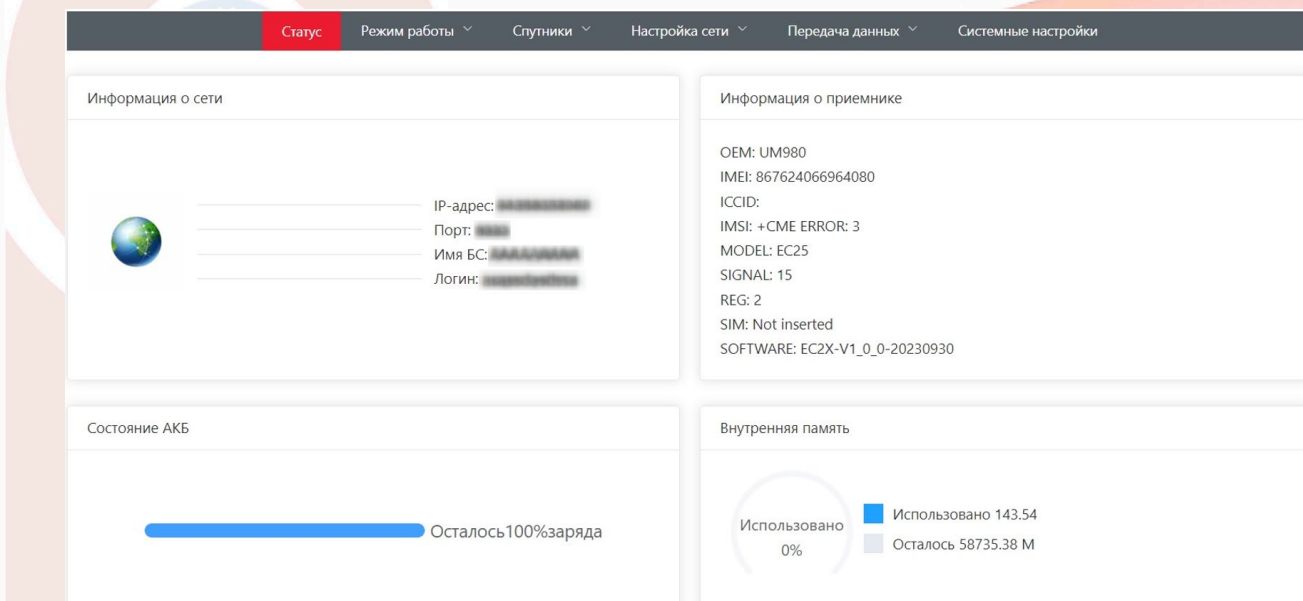 Статус Режим работы Спутники Настройка сети Передача данных Системные настройки
Информация о сети
IP-адрес:
Порт:
Имя БС:
Логин:
Информация о приемнике
OEM: UM980
IMEI: 867624066964080
ICCID:
IMSI: +CME ERROR: 3
MODEL: EC25
SIGNAL: 15
REG: 2
SIM: Not inserted
SOFTWARE: EC2X-V1_0_0-20230930
Состояние АКБ
Осталось100%заряда
Внутренняя память
Использовано
0%
Использовано 143.54
Осталось 58735.38 M